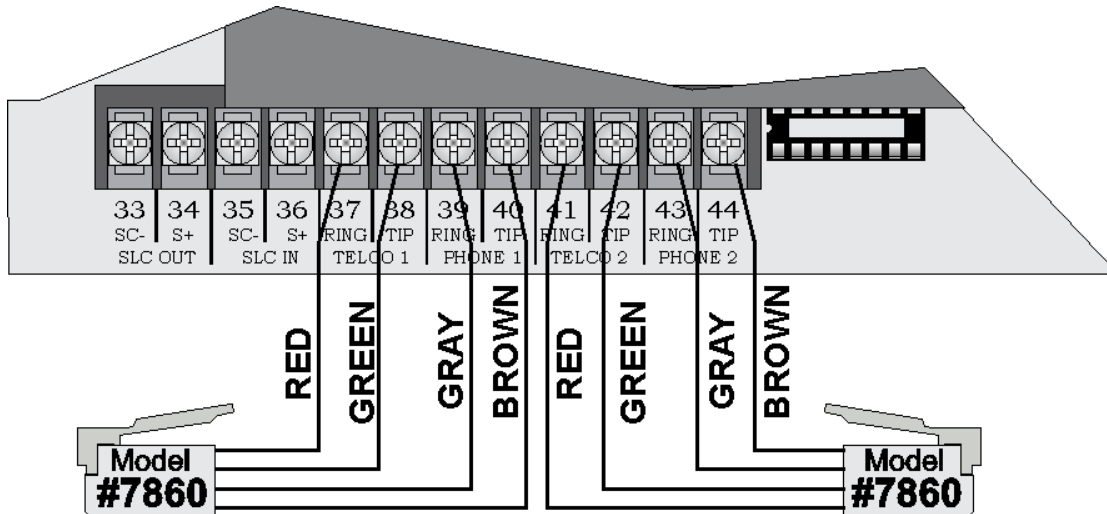 33 34 35 36 37 38 39 40 41 42 43 44
SC- S+ SC- S+ RING TIP RING TIP RING TIP RING TIP
SLC OUT SLC IN TELCO 1 PHONE 1 TELCO 2 PHONE 2
RED GREEN GRAY BROWN RED GREEN GRAY BROWN
Model Model
#7860 #7860